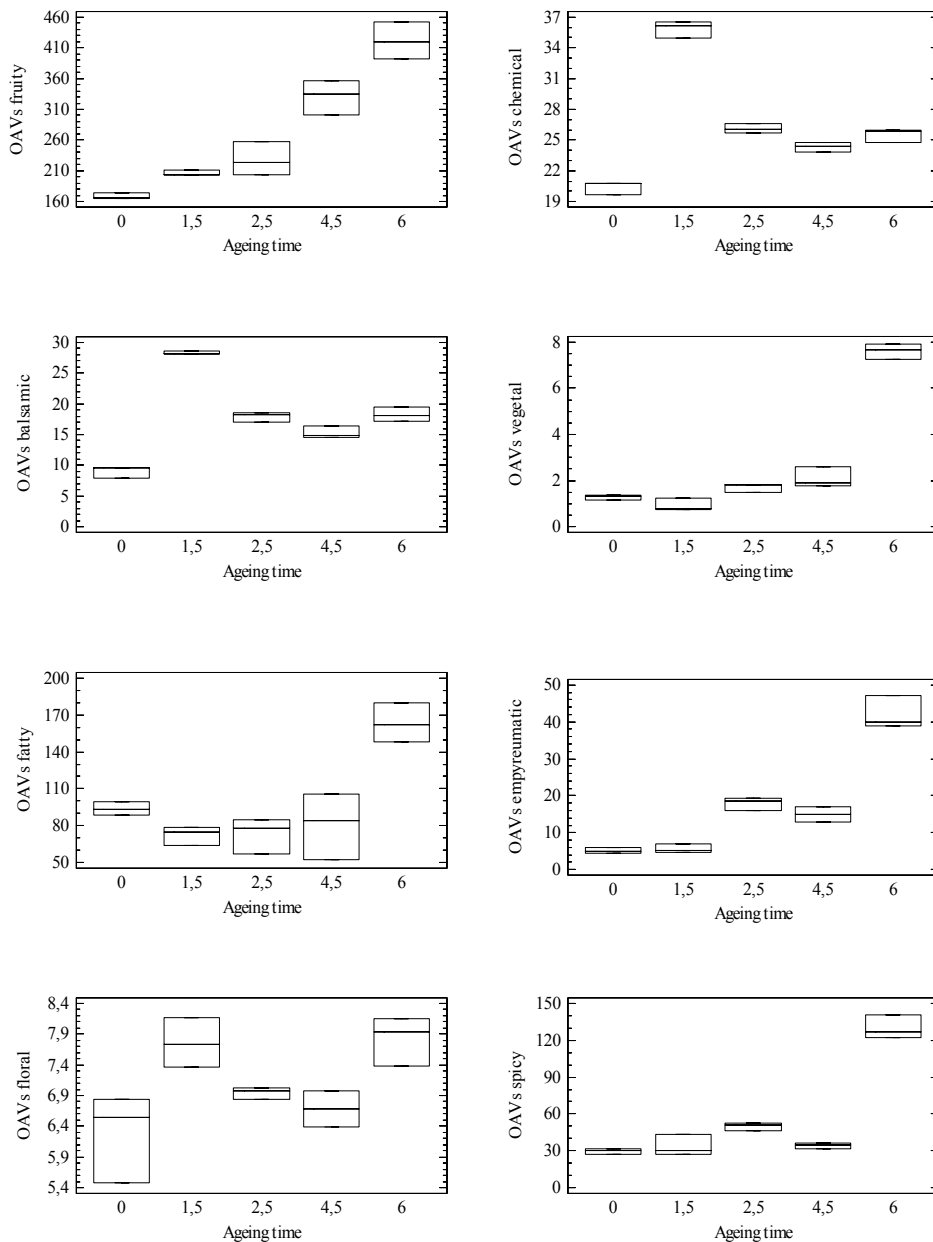 OAVs fruity
460
410
360
310
260
210
160
0 1,5 2,5 4,5 6
Ageing time
OAVs chemical
37
34
31
28
25
22
19
0 1,5 2,5 4,5 6
Ageing time
OAVs balsamic
30
25
20
15
10
5
0
0 1,5 2,5 4,5 6
Ageing time
OAVs vegetal
8
6
4
2
0
0 1,5 2,5 4,5 6
Ageing time
OAVs fatty
200
170
140
110
80
50
0 1,5 2,5 4,5 6
Ageing time
OAVs empyreumatic
50
40
30
20
10
0
0 1,5 2,5 4,5 6
Ageing time
OAVs floral
8,4
7,9
7,4
6,9
6,4
5,9
5,4
0 1,5 2,5 4,5 6
Ageing time
OAVs spicy
150
120
90
60
30
0
0 1,5 2,5 4,5 6
Ageing time